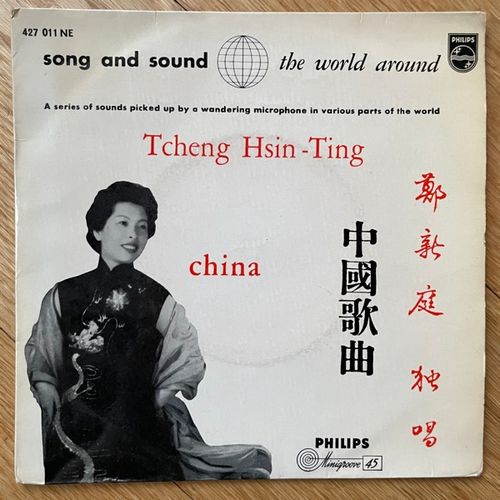 427 011 NE
song and sound the world around
PHILIPS
A series of sounds picked up by a wandering microphone in various parts of the world
Tcheng Hsin-Ting
china
中國歌曲
鄭新庭 独唱
PHILIPS
Minigroove 45